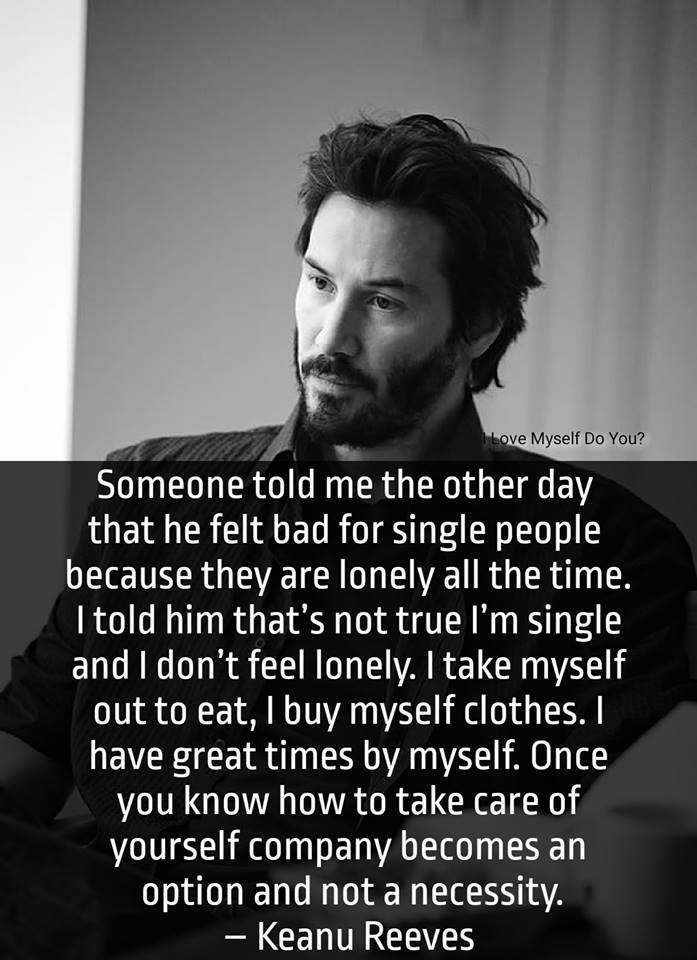 I Love Myself Do You?
Someone told me the other day
that he felt bad for single people
because they are lonely all the time.
I told him that’s not true I’m single
and I don’t feel lonely. I take myself
out to eat, I buy myself clothes. I
have great times by myself. Once
you know how to take care of
yourself company becomes an
option and not a necessity.
– Keanu Reeves